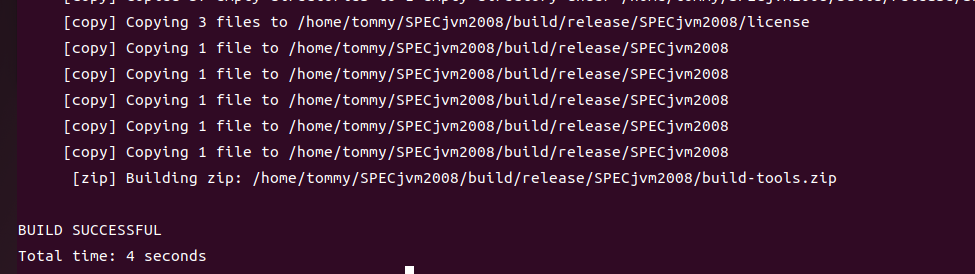 [copy] Copying 3 files to /home/tommy/SPECjvm2008/build/release/SPECjvm2008/license
[copy] Copying 1 file to /home/tommy/SPECjvm2008/build/release/SPECjvm2008
[copy] Copying 1 file to /home/tommy/SPECjvm2008/build/release/SPECjvm2008
[copy] Copying 1 file to /home/tommy/SPECjvm2008/build/release/SPECjvm2008
[copy] Copying 1 file to /home/tommy/SPECjvm2008/build/release/SPECjvm2008
[copy] Copying 1 file to /home/tommy/SPECjvm2008/build/release/SPECjvm2008
[zip] Building zip: /home/tommy/SPECjvm2008/build/release/SPECjvm2008/build-tools.zip
BUILD SUCCESSFUL
Total time: 4 seconds